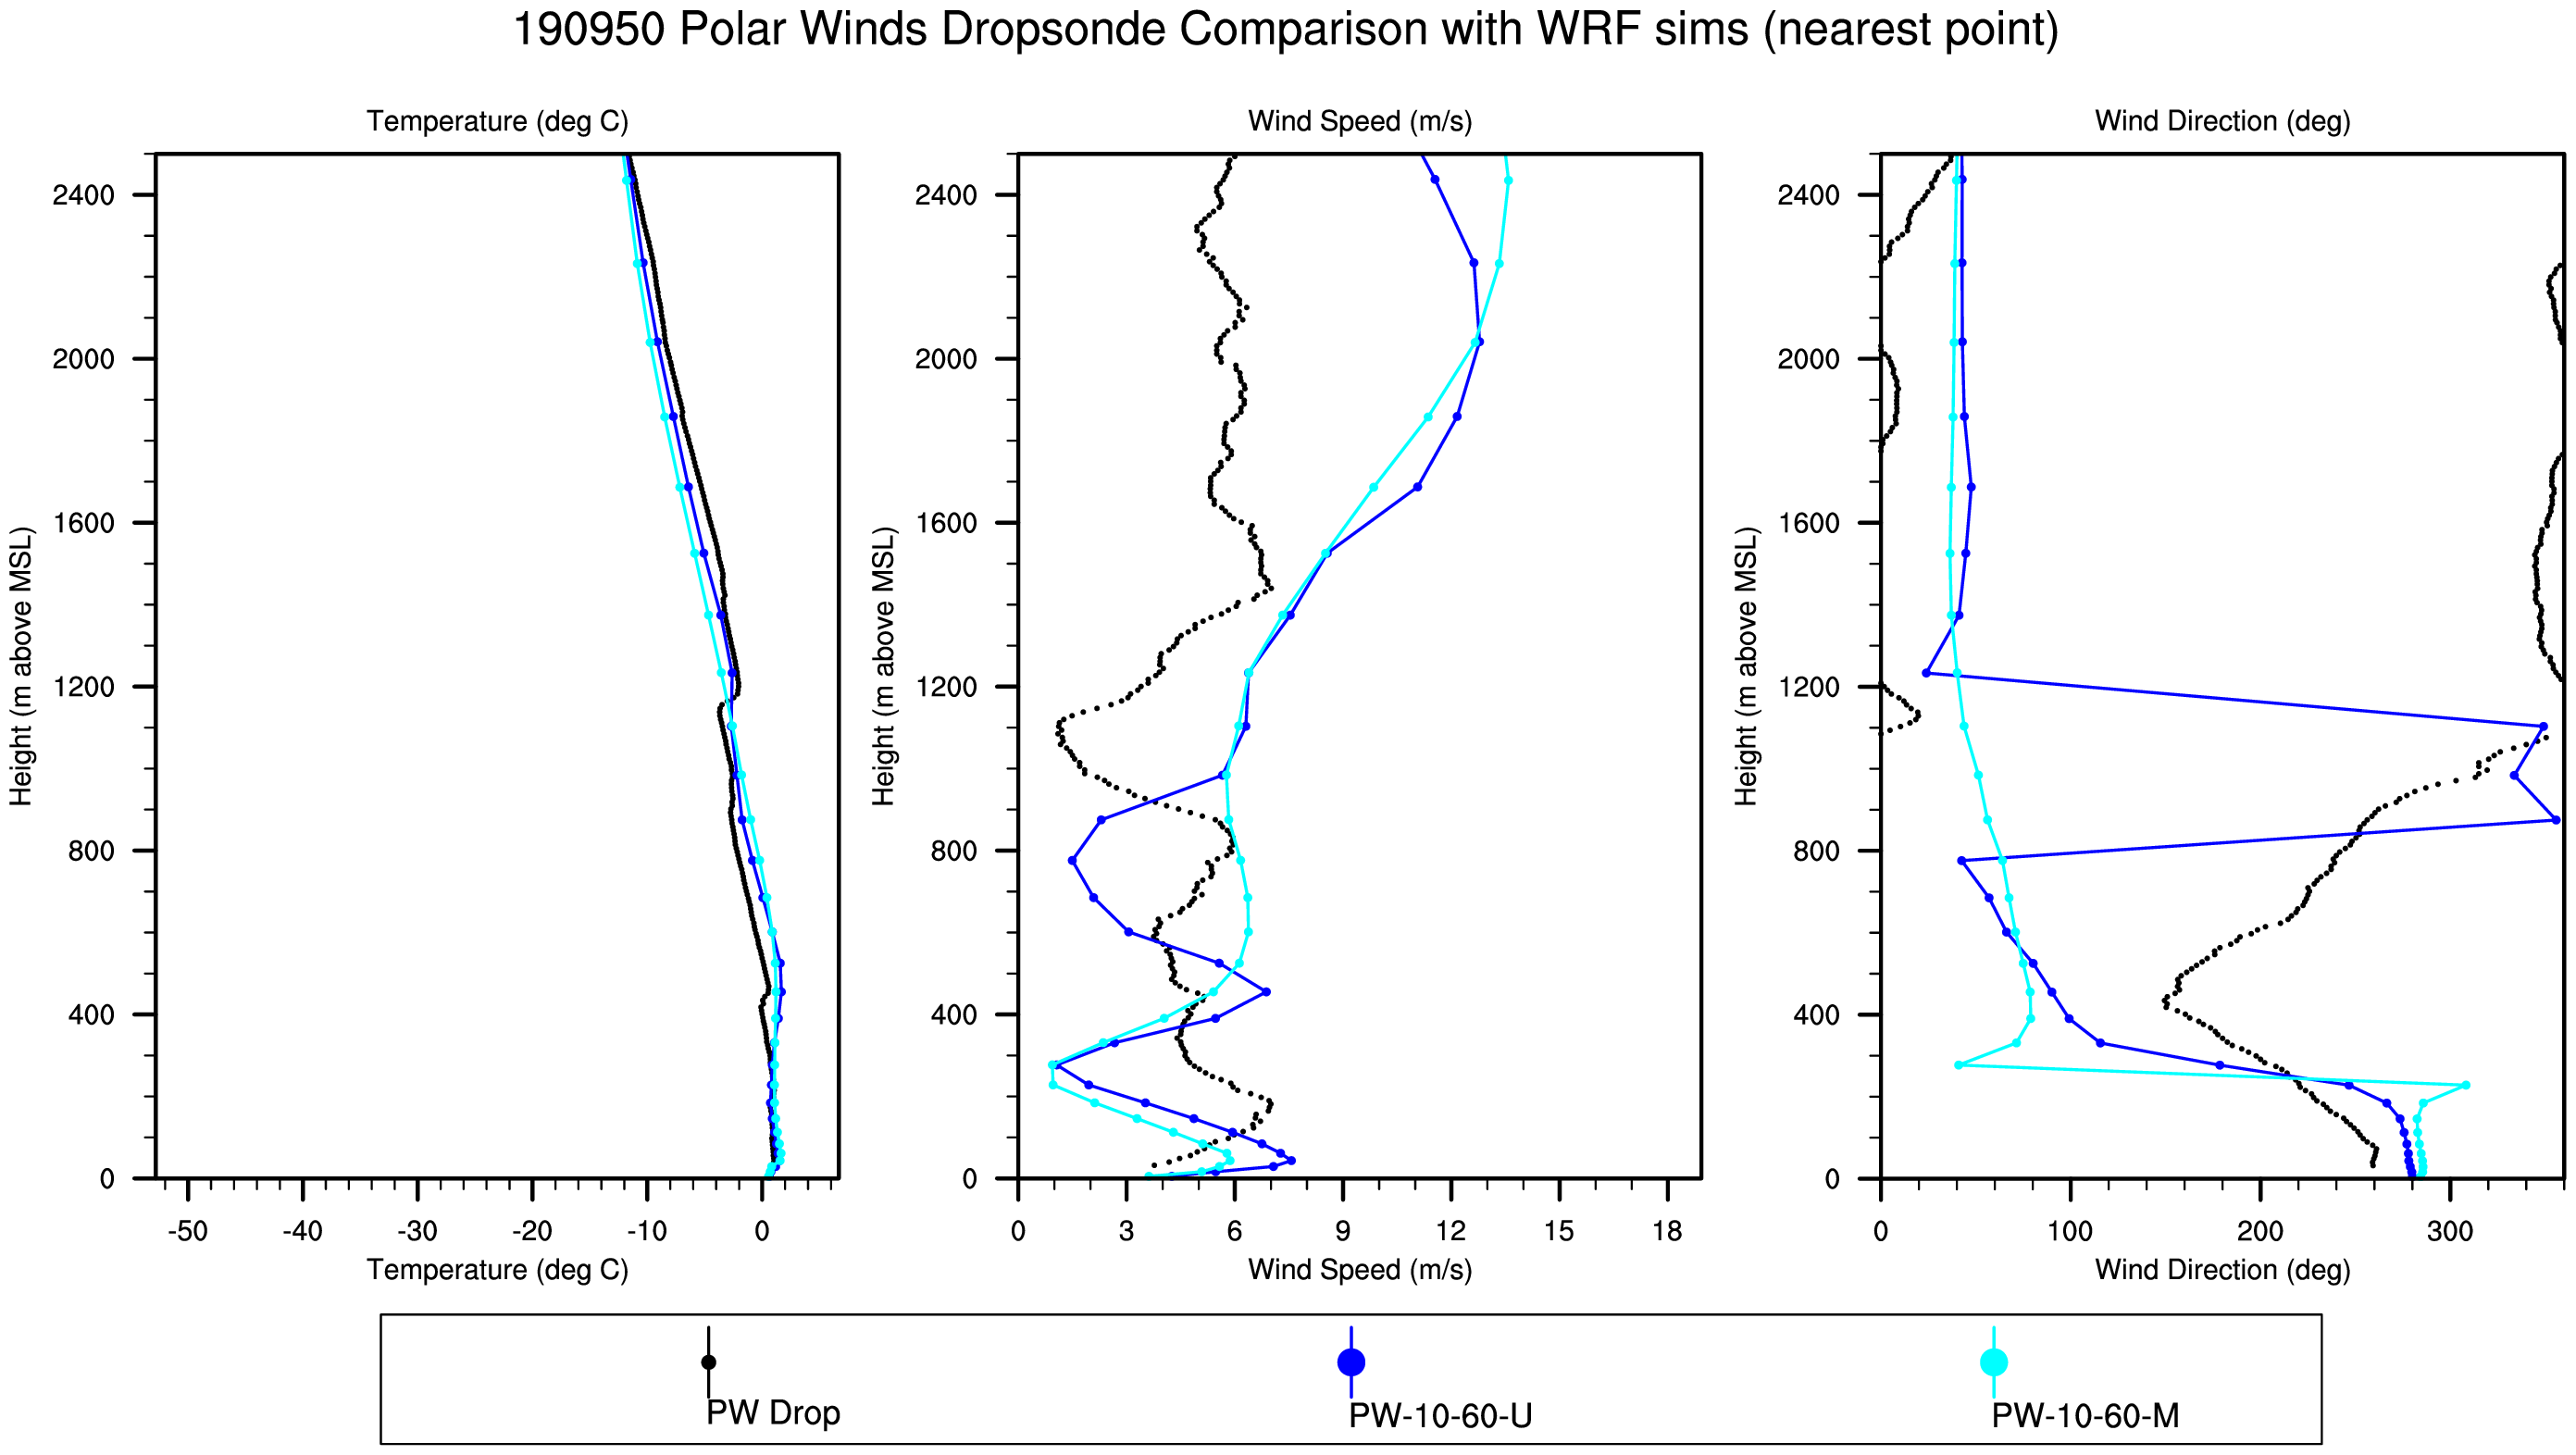 190950 Polar Winds Dropsonde Comparison with WRF sims (nearest point)
Temperature (deg C)
Wind Speed (m/s)
Wind Direction (deg)
Height (m above MSL)
2400
2000
1600
1200
800
400
0
-50 -40 -30 -20 -10 0
Temperature (deg C)
Height (m above MSL)
2400
2000
1600
1200
800
400
0
0 3 6 9 12 15 18
Wind Speed (m/s)
Height (m above MSL)
2400
2000
1600
1200
800
400
0
0 100 200 300
Wind Direction (deg)
PW Drop
PW-10-60-U
PW-10-60-M